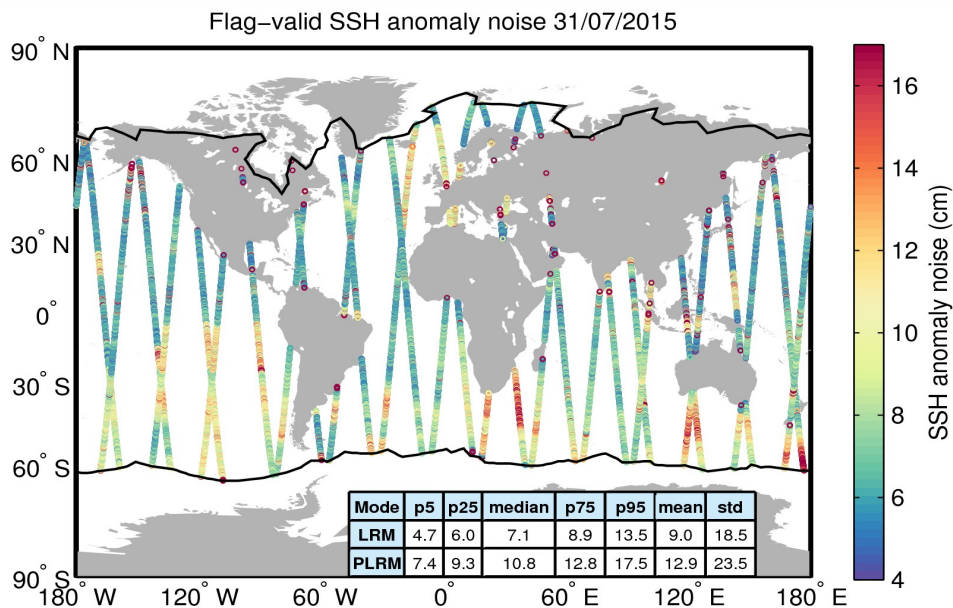 Flag−valid SSH anomaly noise 31/07/2015
90° N
60° N
30° N
0°
30° S
60° S
90° S
180° W 120° W 60° W 0° 60° E 120° E 180° E
16
14
12
10
8
6
4
SSH anomaly noise (cm)
Mode p5 p25 median p75 p95 mean std
LRM 4.7 6.0 7.1 8.9 13.5 9.0 18.5
PLRM 7.4 9.3 10.8 12.8 17.5 12.9 23.5